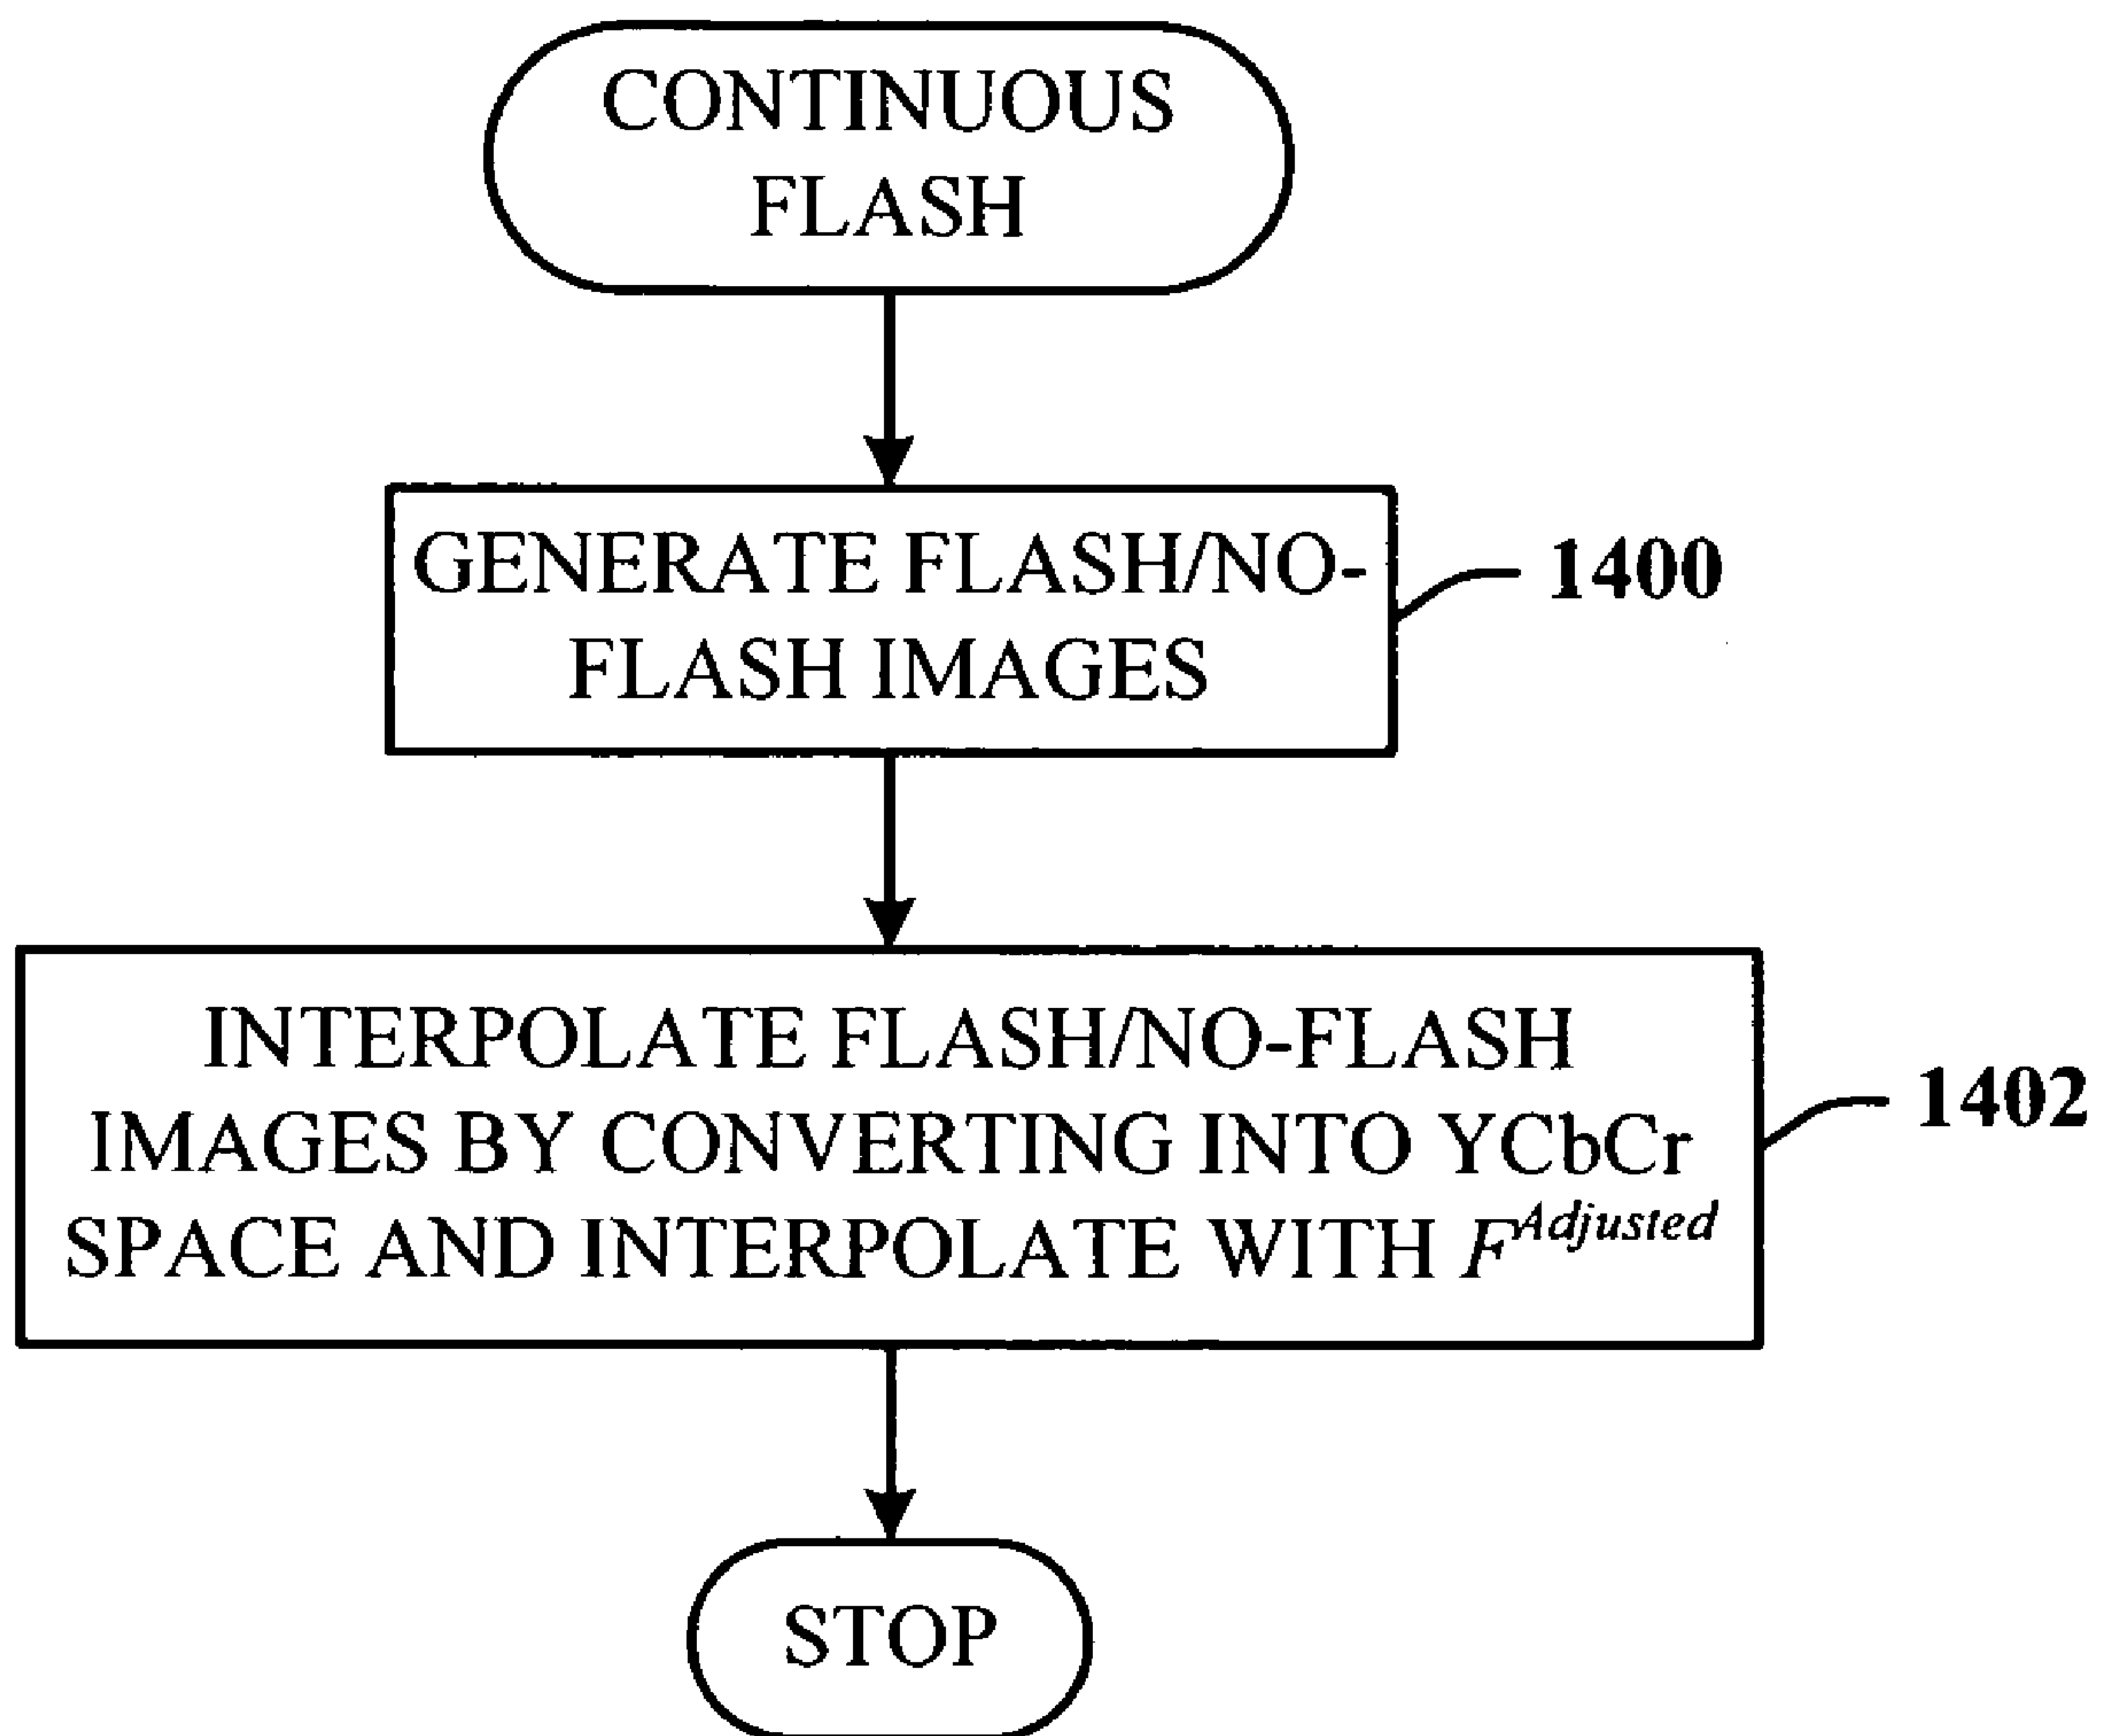 CONTINUOUS
FLASH
GENERATE FLASH/NO-
FLASH IMAGES
1400
INTERPOLATE FLASH/NO-FLASH
IMAGES BY CONVERTING INTO YCbCr
SPACE AND INTERPOLATE WITH F^Adjusted
1402
STOP